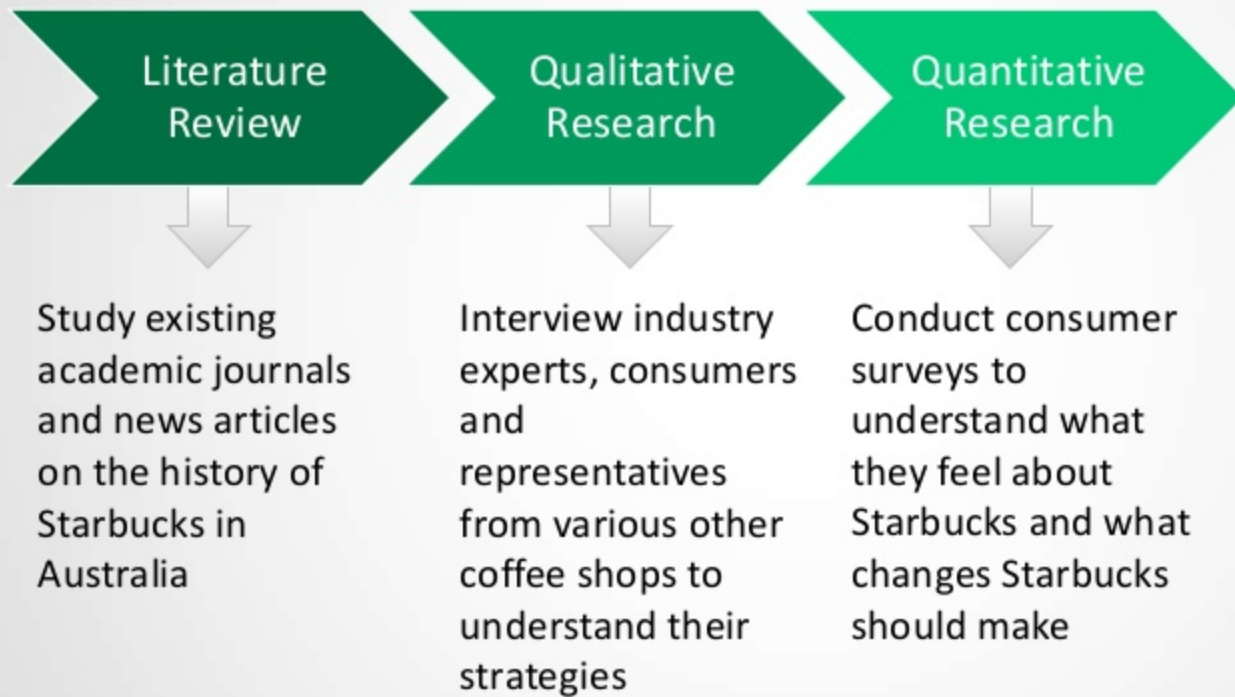 Literature
Review
Qualitative
Research
Quantitative
Research
Study existing
academic journals
and news articles
on the history of
Starbucks in
Australia
Interview industry
experts, consumers
and
representatives
from various other
coffee shops to
understand their
strategies
Conduct consumer
surveys to
understand what
they feel about
Starbucks and what
changes Starbucks
should make